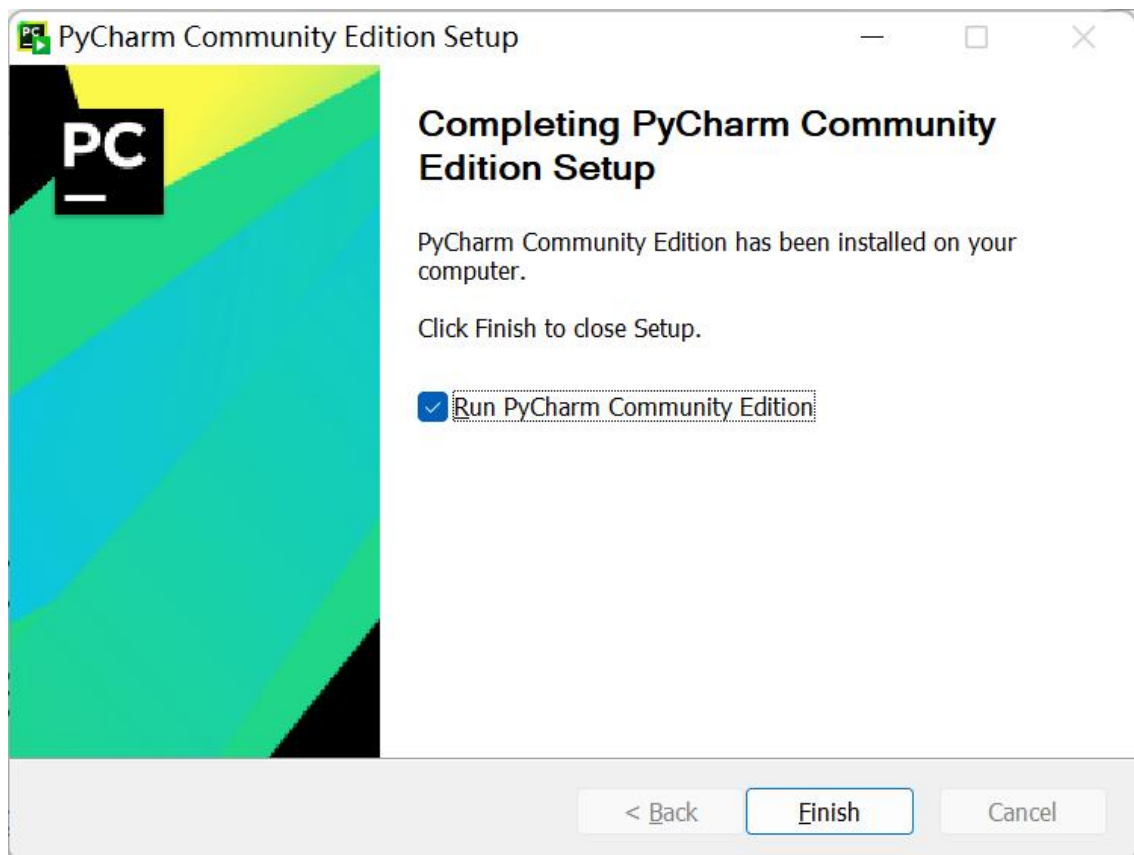 PyCharm Community Edition Setup
PC
Completing PyCharm Community
Edition Setup
PyCharm Community Edition has been installed on your
computer.
Click Finish to close Setup.
Run PyCharm Community Edition
< Back
Finish
Cancel